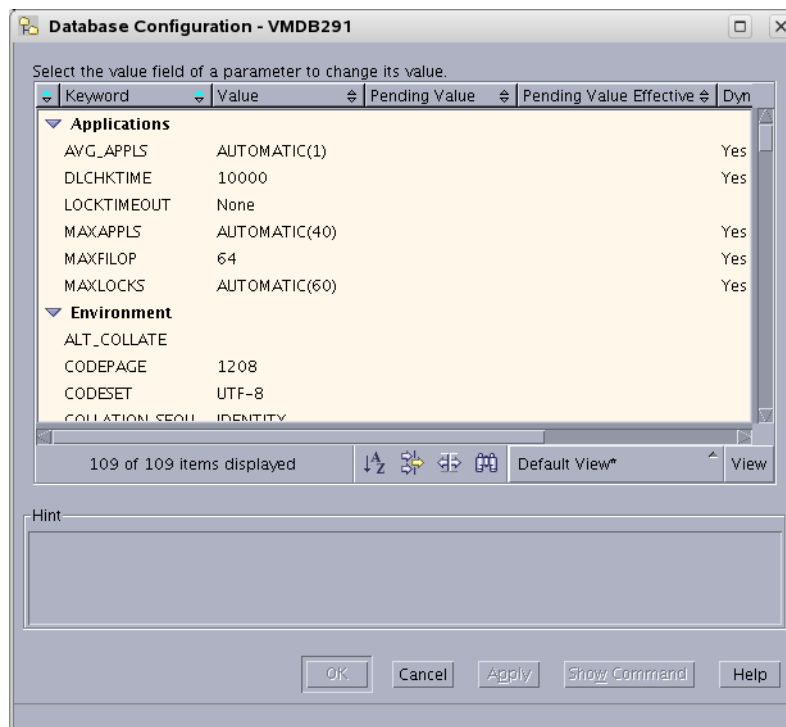 Database Configuration - VMDB291
Select the value field of a parameter to change its value.
Keyword Value Pending Value Pending Value Effective Dyn
Applications
AVG_APPLS AUTOMATIC(1) Yes
DLCHKTIME 10000 Yes
LOCKTIMEOUT None
MAXAPPLS AUTOMATIC(40) Yes
MAXFILOP 64 Yes
MAXLOCKS AUTOMATIC(60) Yes
Environment
ALT_COLLATE
CODEPAGE 1208
CODESET UTF-8
COLLATION_SEQU IDENTITY
109 of 109 items displayed Default View* View
Hint
OK Cancel Apply Show Command Help